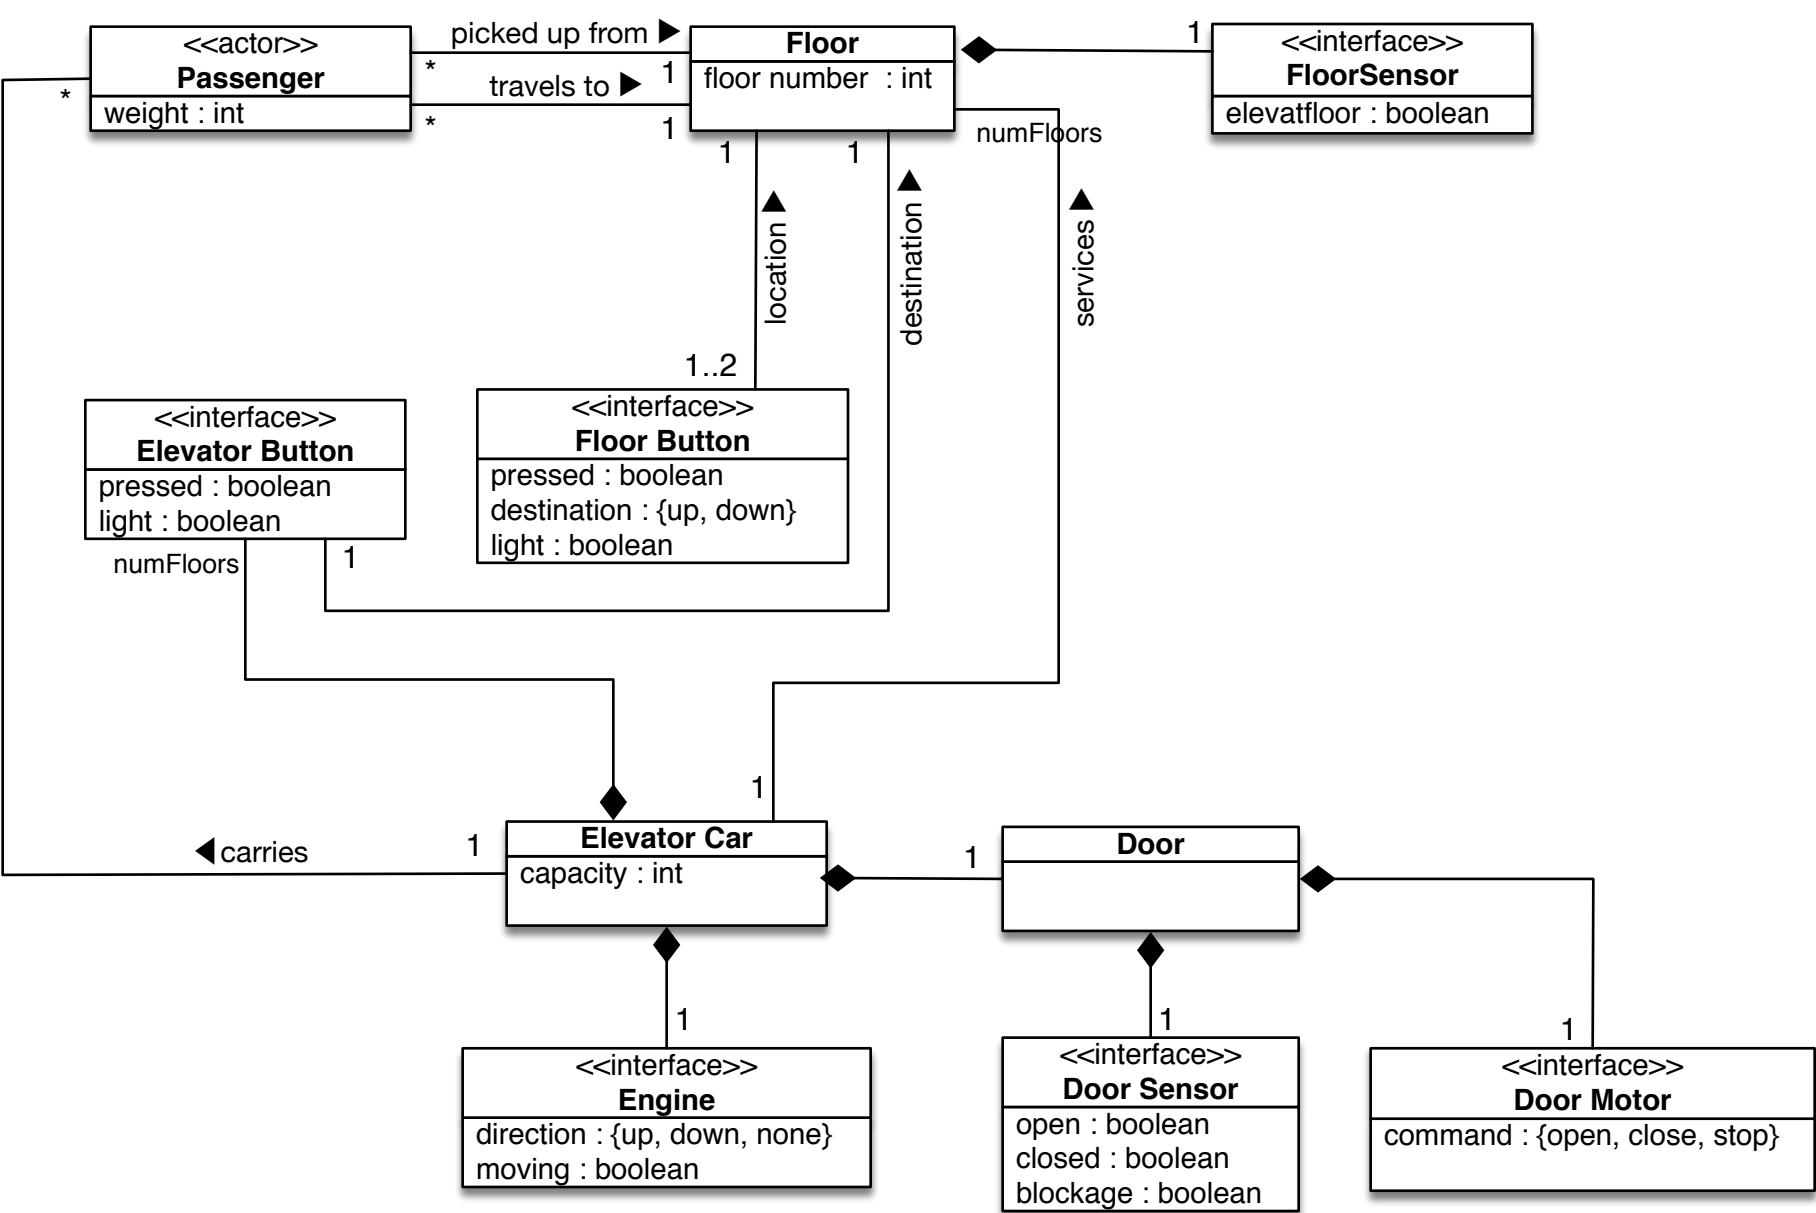 <<actor>>
Passenger
weight : int
*
picked up from ▶
*
1
travels to ▶
*
1
Floor
floor number : int
1
<<interface>>
FloorSensor
elevatfloor : boolean
numFloors
1
1
location ▶
destination ▶
services ▶
1..2
<<interface>>
Elevator Button
pressed : boolean
light : boolean
numFloors
1
<<interface>>
Floor Button
pressed : boolean
destination : {up, down}
light : boolean
1
◀ carries
1
Elevator Car
capacity : int
1
Door
1
1
1
<<interface>>
Engine
direction : {up, down, none}
moving : boolean
<<interface>>
Door Sensor
open : boolean
closed : boolean
blockage : boolean
<<interface>>
Door Motor
command : {open, close, stop}